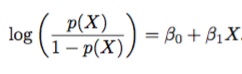 log ( p(X) / 1 − p(X) ) = β₀ + β₁X.